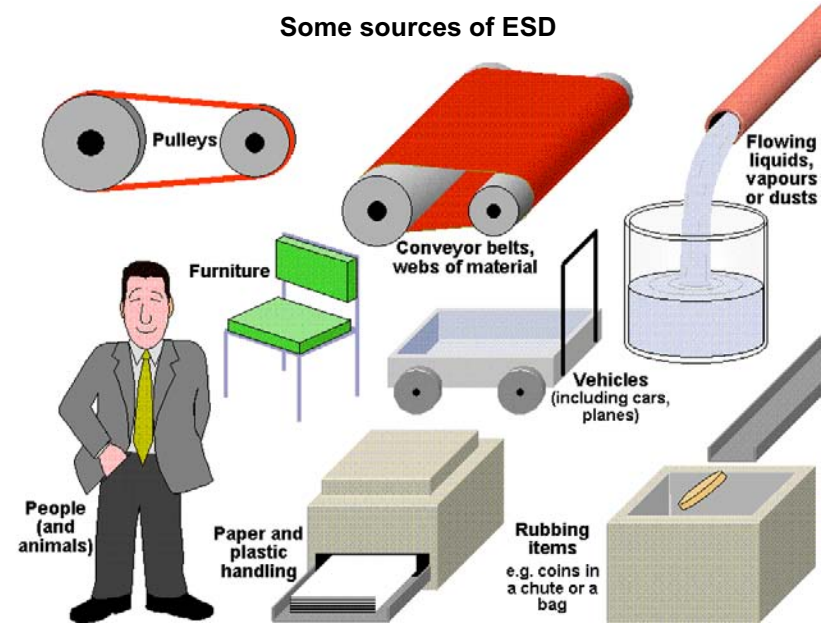 Some sources of ESD
Pulleys
Flowing
liquids,
vapours
or dusts
Conveyor belts,
webs of material
Furniture
Vehicles
(including cars,
planes)
People
(and
animals)
Paper and
plastic
handling
Rubbing
items
e.g. coins in
a chute or a
bag